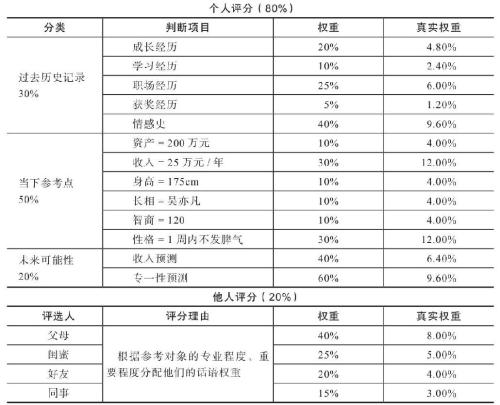 个人评分（80%）
分类 判断项目 权重 真实权重
过去历史记录 30% 成长经历 20% 4.80%
学习经历 10% 2.40%
职场经历 25% 6.00%
获奖经历 5% 1.20%
情感史 40% 9.60%
当下参考点 50% 资产 = 200 万元 10% 4.00%
收入 = 25 万元 / 年 30% 12.00%
身高 = 175cm 10% 4.00%
长相 = 吴亦凡 10% 4.00%
智商 = 120 10% 4.00%
性格 = 1 周内不发脾气 30% 12.00%
未来可能性 20% 收入预测 40% 6.40%
专一性预测 60% 9.60%
他人评分（20%）
评选人 评分理由 权重 真实权重
父母 根据参考对象的专业程度、重要程度分配他们的话语权重 40% 8.00%
闺蜜 25% 5.00%
好友 20% 4.00%
同事 15% 3.00%